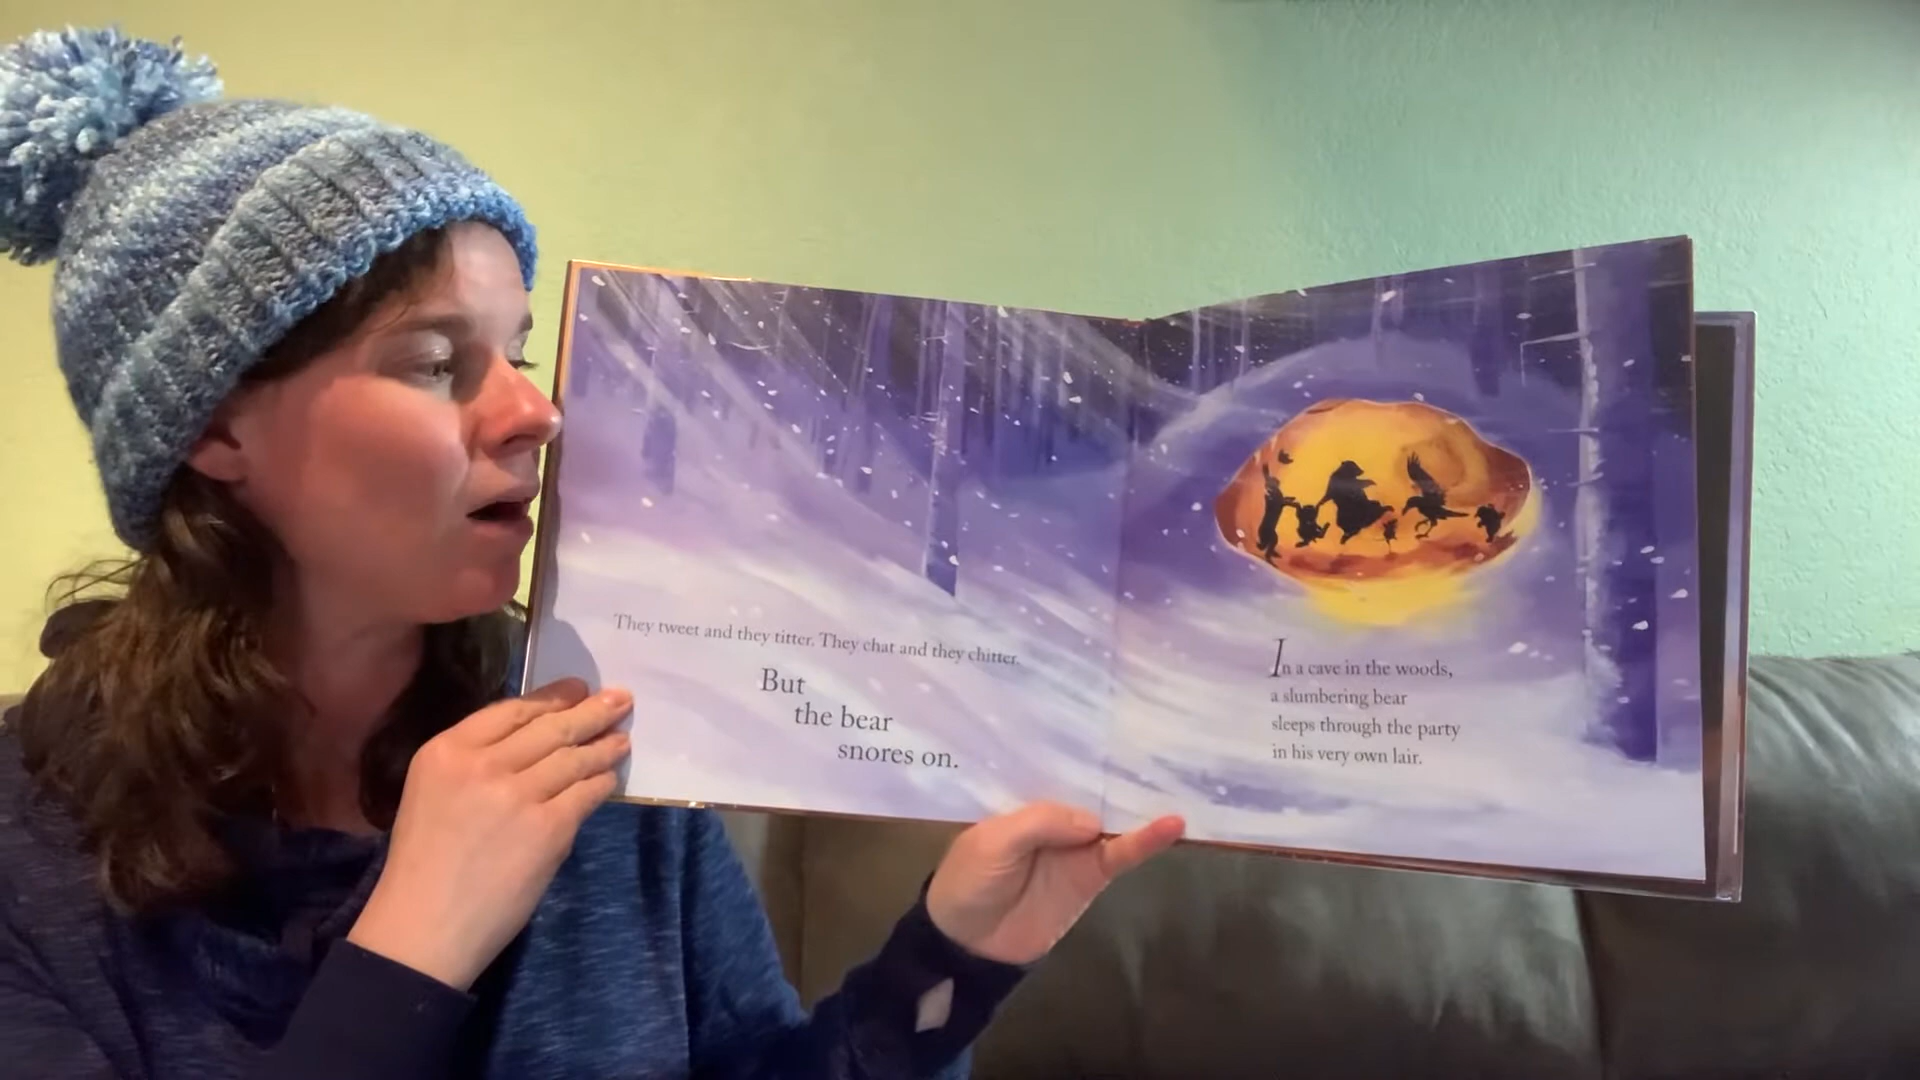 They tweet and they titter. They chat and they chitter.
But
the bear
snores on.
In a cave in the woods,
a slumbering bear
sleeps through the party
in his very own lair.